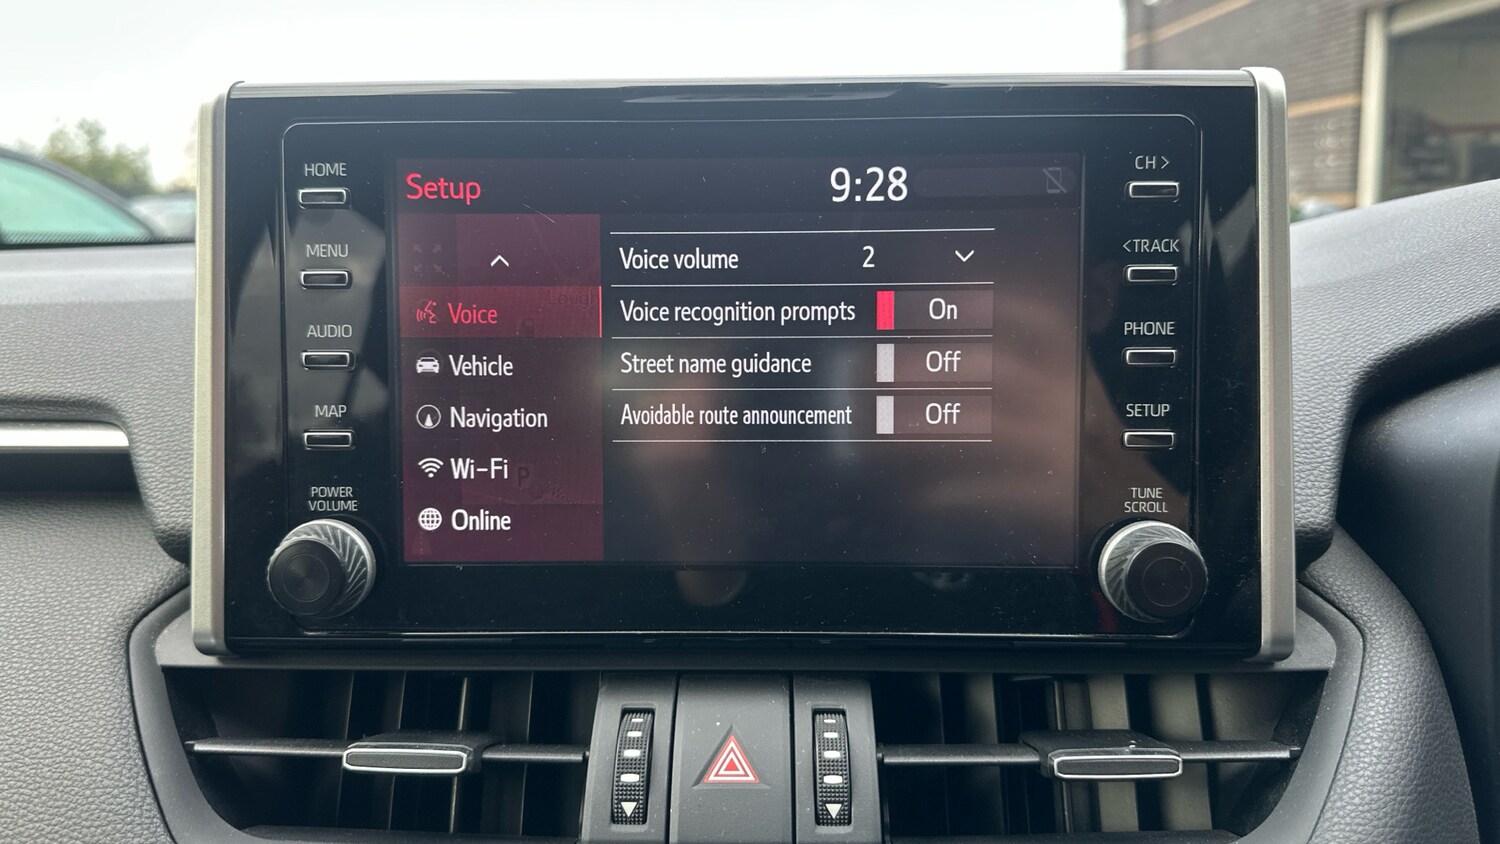 HOME
MENU
AUDIO
MAP
POWER
VOLUME
Setup
9:28
Voice
Vehicle
Navigation
Wi-Fi
Online
Voice volume 2
Voice recognition prompts On
Street name guidance Off
Avoidable route announcement Off
CH >
<TRACK
PHONE
SETUP
TUNE
SCROLL